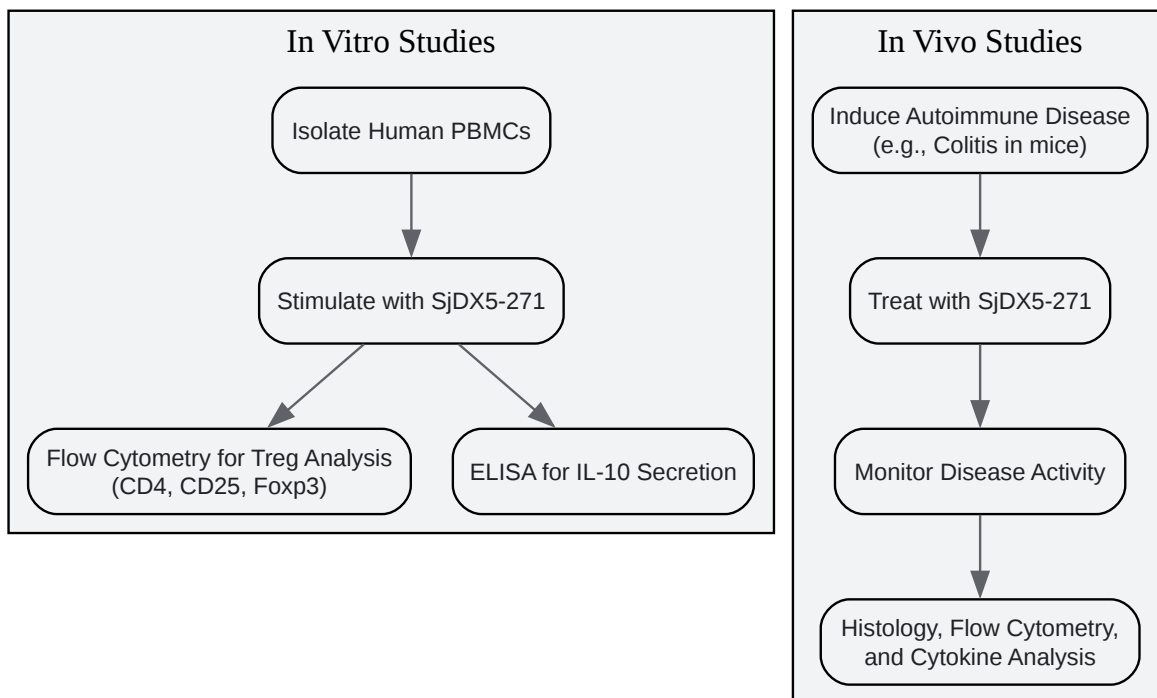 In Vitro Studies
Isolate Human PBMCs
Stimulate with SjDX5-271
Flow Cytometry for Treg Analysis
(CD4, CD25, Foxp3)
ELISA for IL-10 Secretion
In Vivo Studies
Induce Autoimmune Disease
(e.g., Colitis in mice)
Treat with SjDX5-271
Monitor Disease Activity
Histology, Flow Cytometry,
and Cytokine Analysis